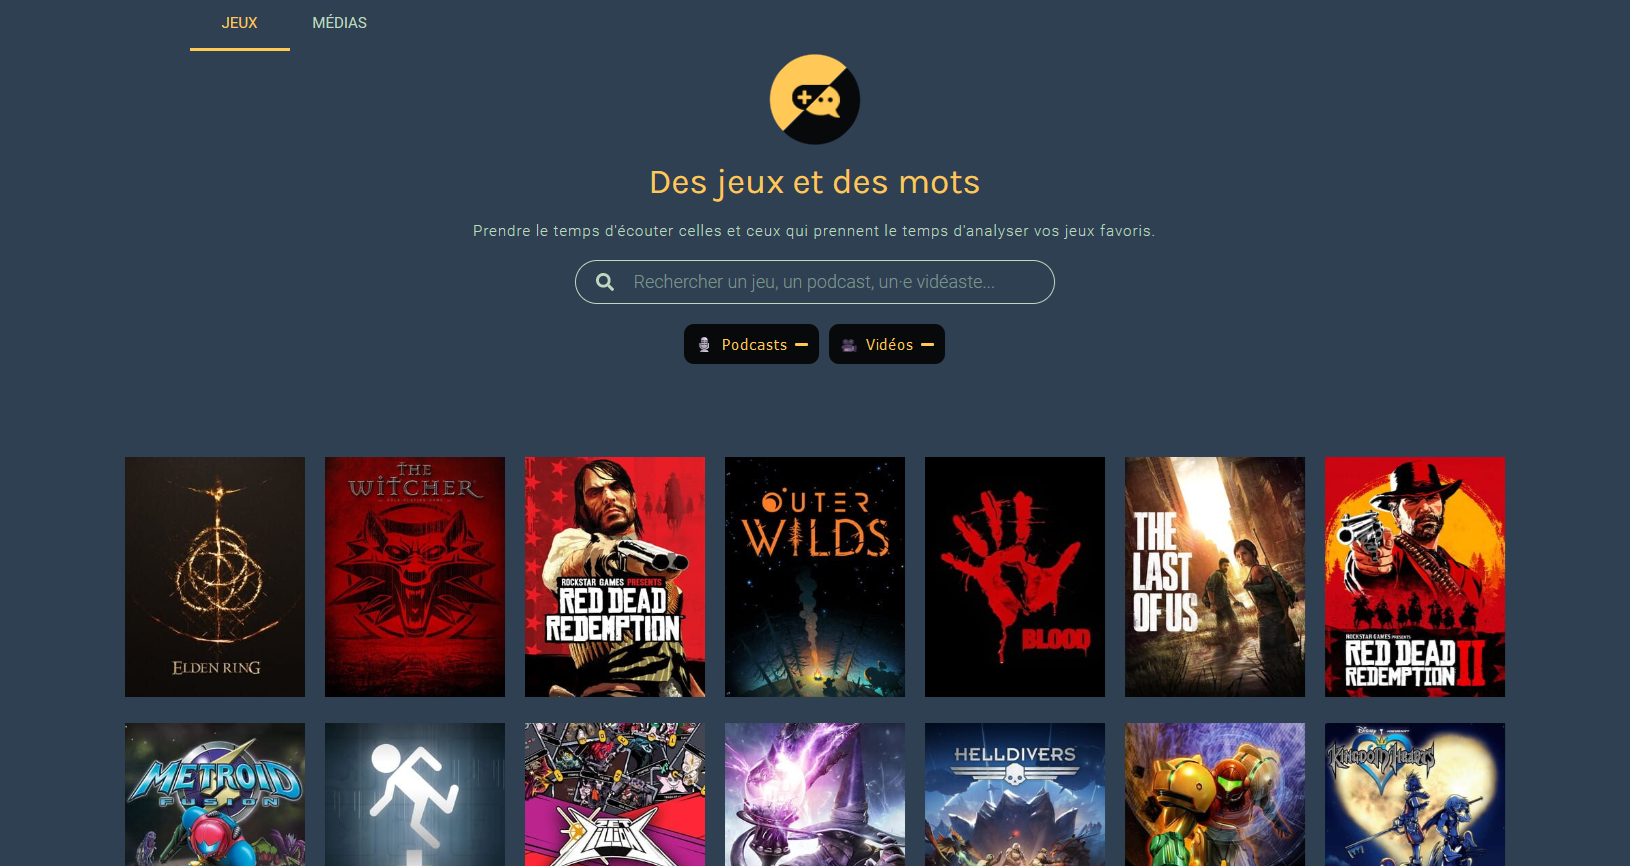 JEUX MÉDIAS
Des jeux et des mots
Prendre le temps d'écouter celles et ceux qui prennent le temps d'analyser vos jeux favoris.
Rechercher un jeu, un podcast, un·e vidéaste...
Podcasts Vidéos
ELDEN RING
THE
WITCHER
ROCKSTAR GAMES PRESENTS
RED DEAD
REDEMPTION
OUTER
WILDS
BLOOD
THE
LAST
OF US
ROCKSTAR GAMES PRESENTS
RED DEAD
REDEMPTION II
METROID
FUSION
HELLDIVERS
Disney
KINGDOM HEARTS